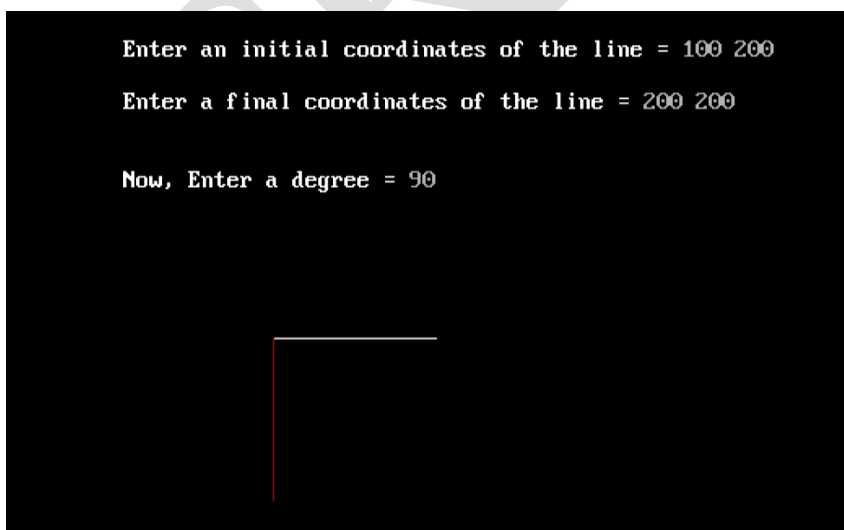 Enter an initial coordinates of the line = 100 200
Enter a final coordinates of the line = 200 200
Now, Enter a degree = 90